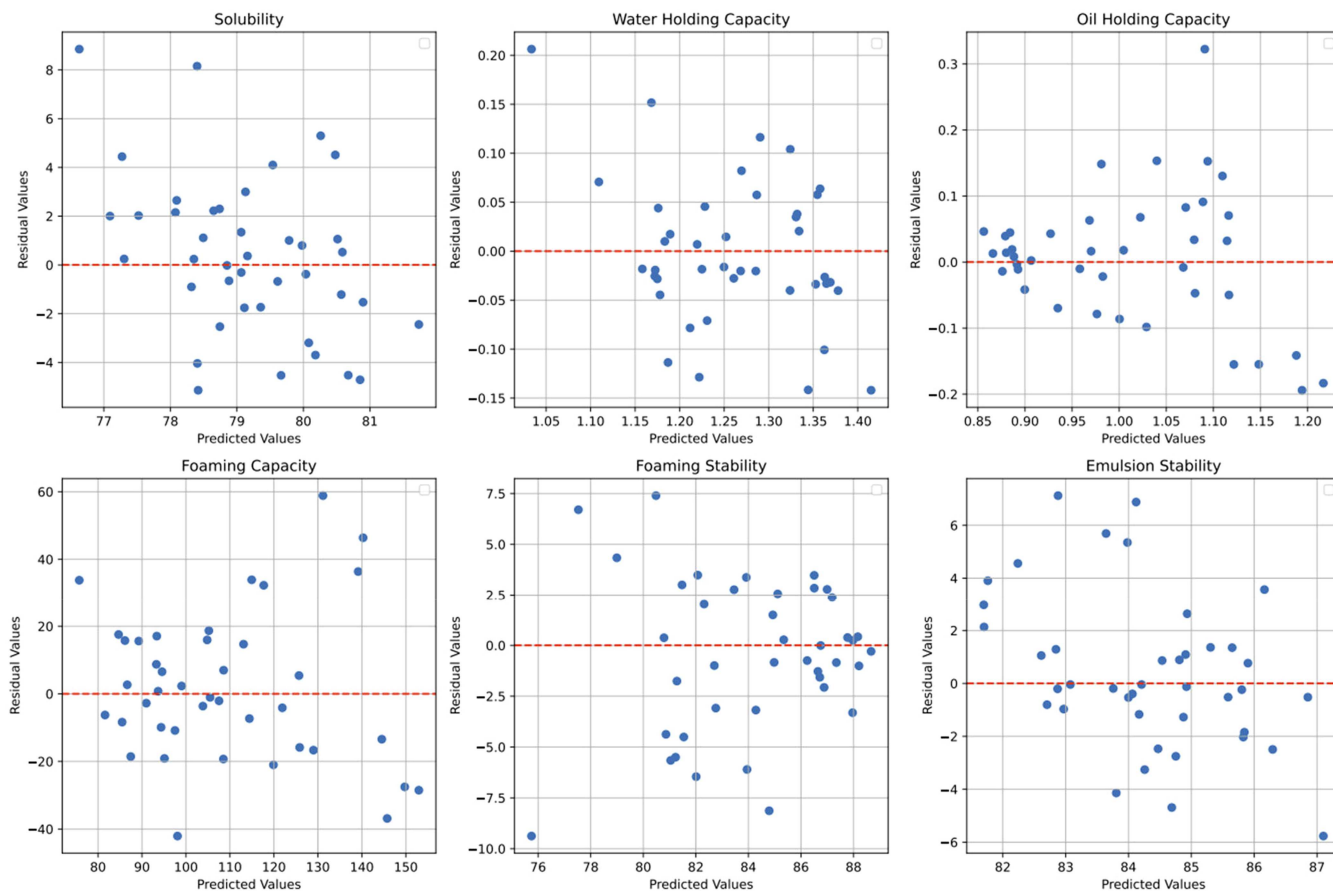 Solubility
Water Holding Capacity
Oil Holding Capacity
Residual Values
8
6
4
2
0
−2
−4
77 78 79 80 81
Predicted Values
Residual Values
0.20
0.15
0.10
0.05
0.00
−0.05
−0.10
−0.15
1.05 1.10 1.15 1.20 1.25 1.30 1.35 1.40
Predicted Values
Residual Values
0.3
0.2
0.1
0.0
−0.1
−0.2
0.85 0.90 0.95 1.00 1.05 1.10 1.15 1.20
Predicted Values
Foaming Capacity
Foaming Stability
Emulsion Stability
Residual Values
60
40
20
0
−20
−40
80 90 100 110 120 130 140 150
Predicted Values
Residual Values
7.5
5.0
2.5
0.0
−2.5
−5.0
−7.5
−10.0
76 78 80 82 84 86 88
Predicted Values
Residual Values
6
4
2
0
−2
−4
−6
82 83 84 85 86 87
Predicted Values